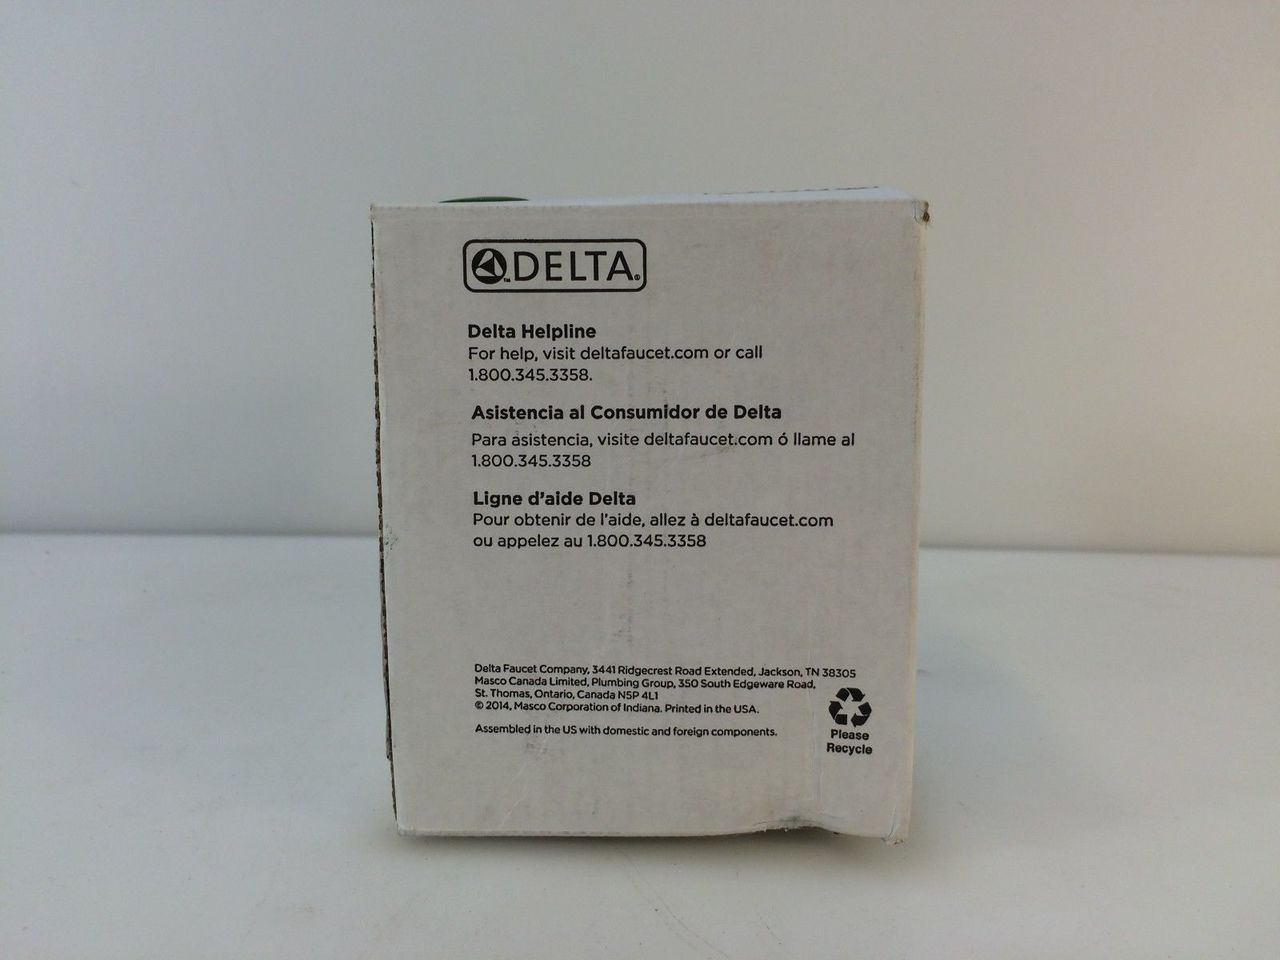 DELTA
Delta Helpline
For help, visit deltafaucet.com or call
1.800.345.3358.
Asistencia al Consumidor de Delta
Para asistencia, visite deltafaucet.com ó llame al
1.800.345.3358
Ligne d'aide Delta
Pour obtenir de l'aide, allez à deltafaucet.com
ou appelez au 1.800.345.3358
Delta Faucet Company, 3441 Ridgecrest Road Extended, Jackson, TN 38305
Masco Canada Limited, Plumbing Group, 350 South Edgeware Road,
St. Thomas, Ontario, Canada N5P 4L1
© 2014, Masco Corporation of Indiana. Printed in the USA.
Assembled in the US with domestic and foreign components.
Please
Recycle